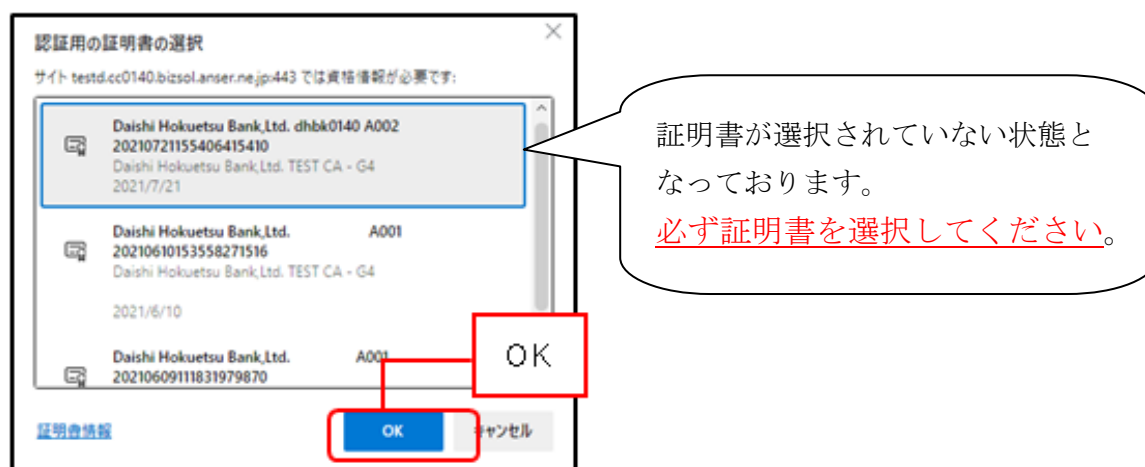 認証用の証明書の選択
サイト testd.cc0140.bizsol.anser.ne.jp:443 では資格情報が必要です:
Daishi Hokuetsu Bank,Ltd. dhbk0140 A002
20210721155406415410
Daishi Hokuetsu Bank,Ltd. TEST CA - G4
2021/7/21
Daishi Hokuetsu Bank,Ltd. A001
20210610153558271516
Daishi Hokuetsu Bank,Ltd. TEST CA - G4
2021/6/10
Daishi Hokuetsu Bank,Ltd. A001
20210609111831979870
証明書情報
OK
キャンセル
OK
証明書が選択されていない状態と
なっております。
必ず証明書を選択してください。